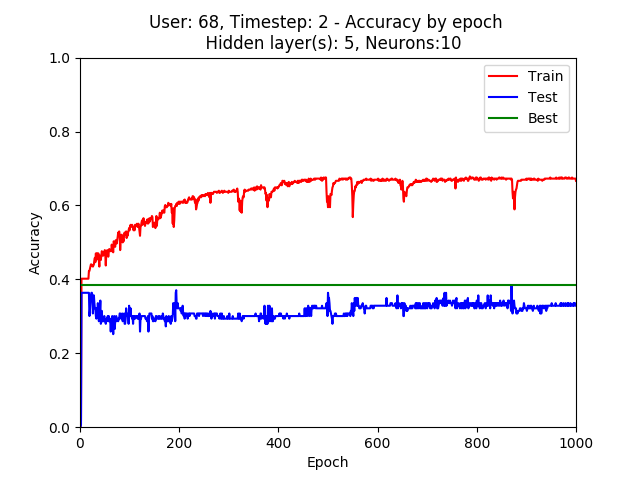 User: 68, Timestep: 2 - Accuracy by epoch
Hidden layer(s): 5, Neurons:10
1.0
0.8
0.6
0.4
0.2
0.0
Accuracy
Train
Test
Best
0 200 400 600 800 1000
Epoch